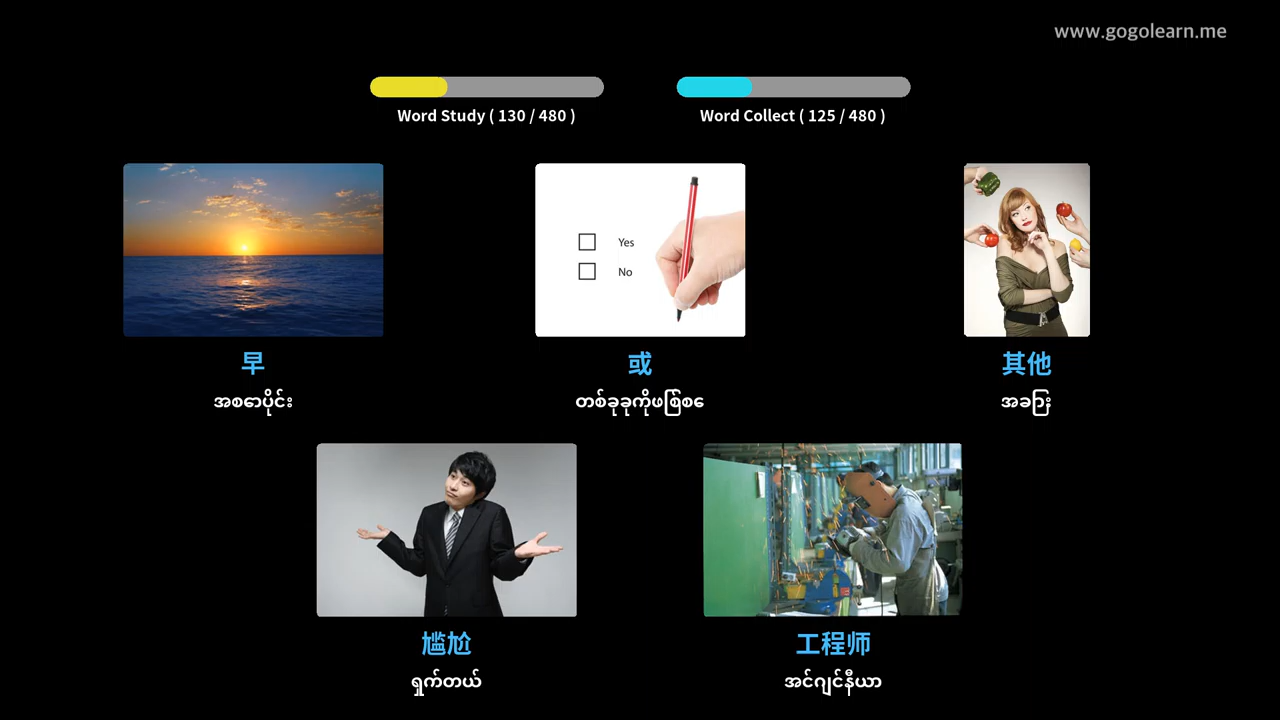 www.gogolearn.me
Word Study ( 130 / 480 )
Word Collect ( 125 / 480 )
Yes
No
早
အစောပိုင်း
或
တစ်ခုခုကိုဖြစ်စေ
其他
အခြား
尴尬
ရှက်တယ်
工程师
အင်ဂျင်နီယာ